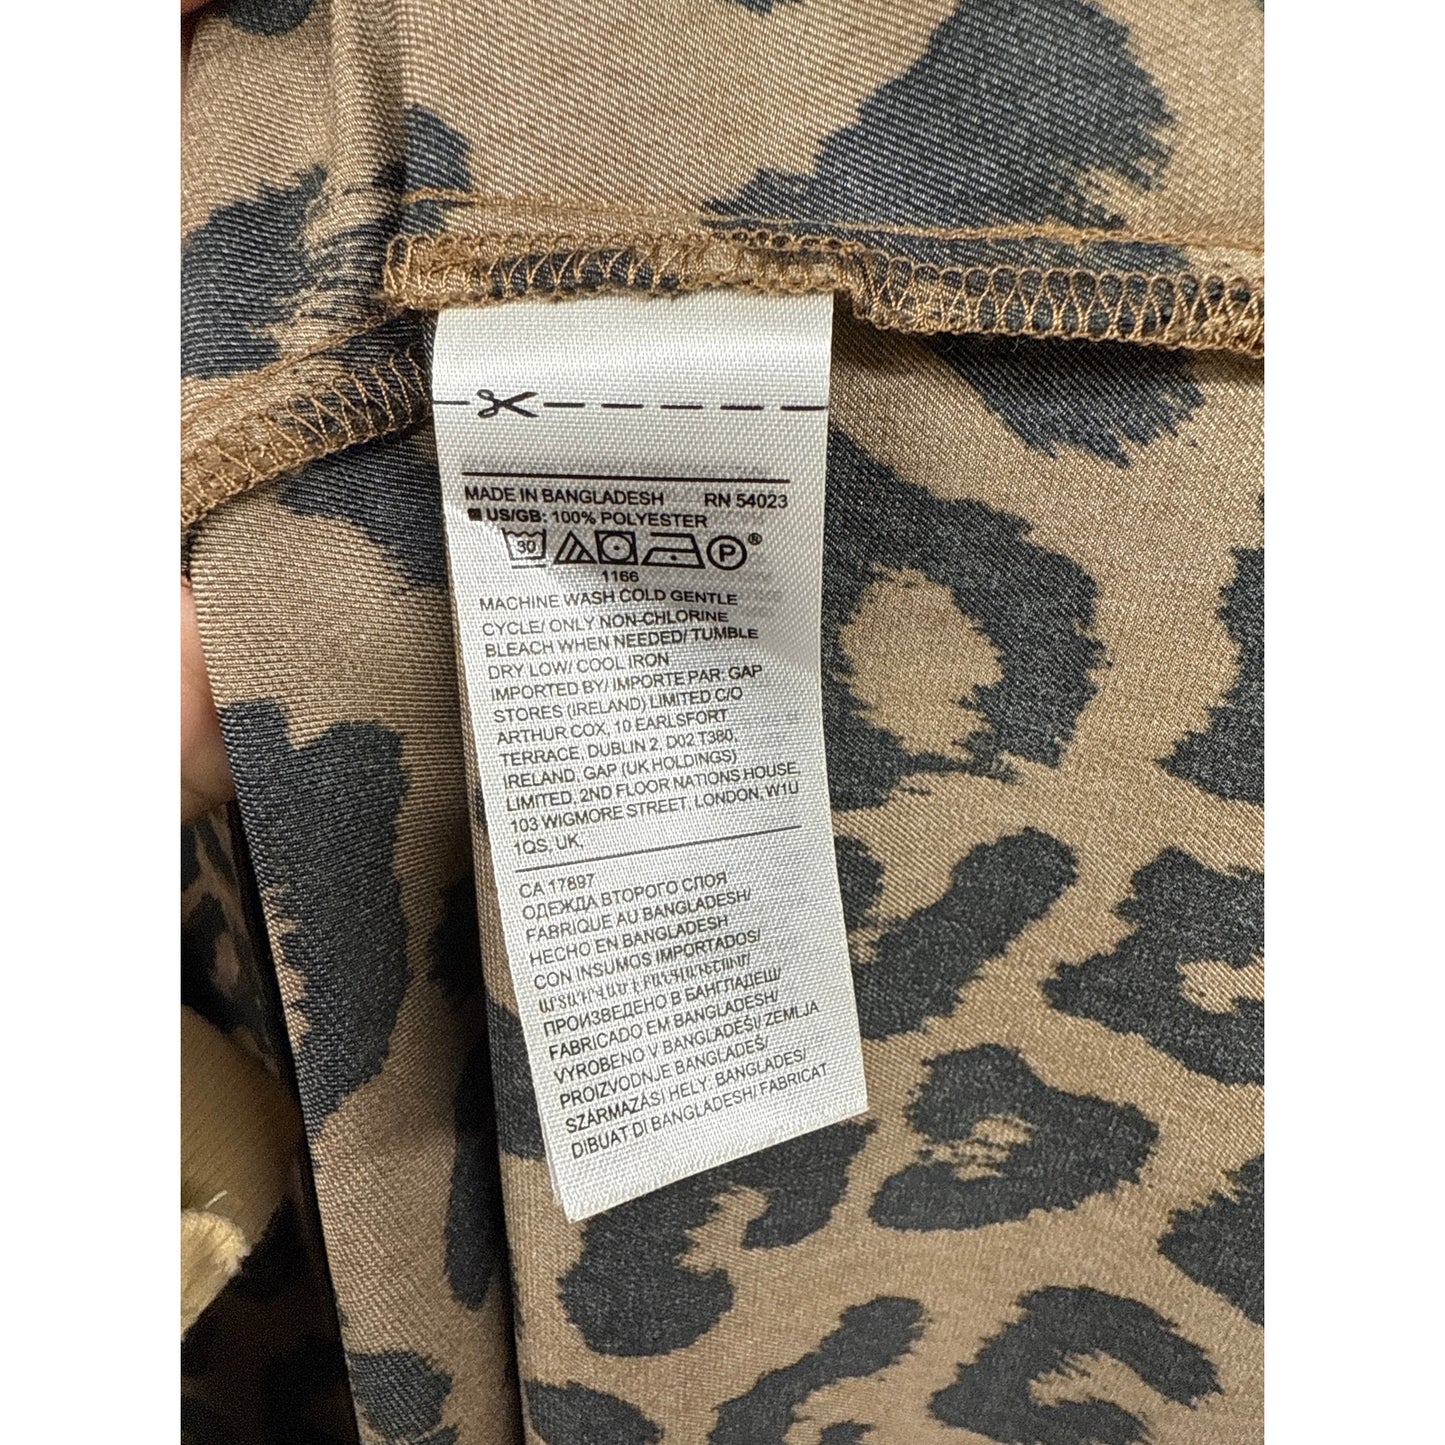 MADE IN BANGLADESH RN 54023
US/GB: 100% POLYESTER
30 P®
1166
MACHINE WASH COLD GENTLE
CYCLE/ ONLY NON-CHLORINE
BLEACH WHEN NEEDED/ TUMBLE
DRY LOW/ COOL IRON
IMPORTED BY/ IMPORTE PAR: GAP
STORES (IRELAND) LIMITED C/O
ARTHUR COX, 10 EARLSFORT
TERRACE, DUBLIN 2, D02 T380,
IRELAND, GAP (UK HOLDINGS)
LIMITED, 2ND FLOOR NATIONS HOUSE,
103 WIGMORE STREET, LONDON, W1U
1QS, UK,
CA 17897
ОДЕЖДА ВТОРОГО СЛОЯ
FABRIQUE AU BANGLADESH/
HECHO EN BANGLADESH
CON INSUMOS IMPORTADOS/
ԱՐՏԱԴՐՎԱԾ Է ԲԱՆԳԼԱԴԵՇՈՒՄ/
ПРОИЗВЕДЕНО В БАНГЛАДЕШ/
FABRICADO EM BANGLADESH/
VYROBENO V BANGLADÉŠI/ ZEMLJA
PROIZVODNJE BANGLADEŠ/
SZÁRMAZÁSI HELY: BANGLADES/
DIBUAT DI BANGLADESH/ FABRICAT